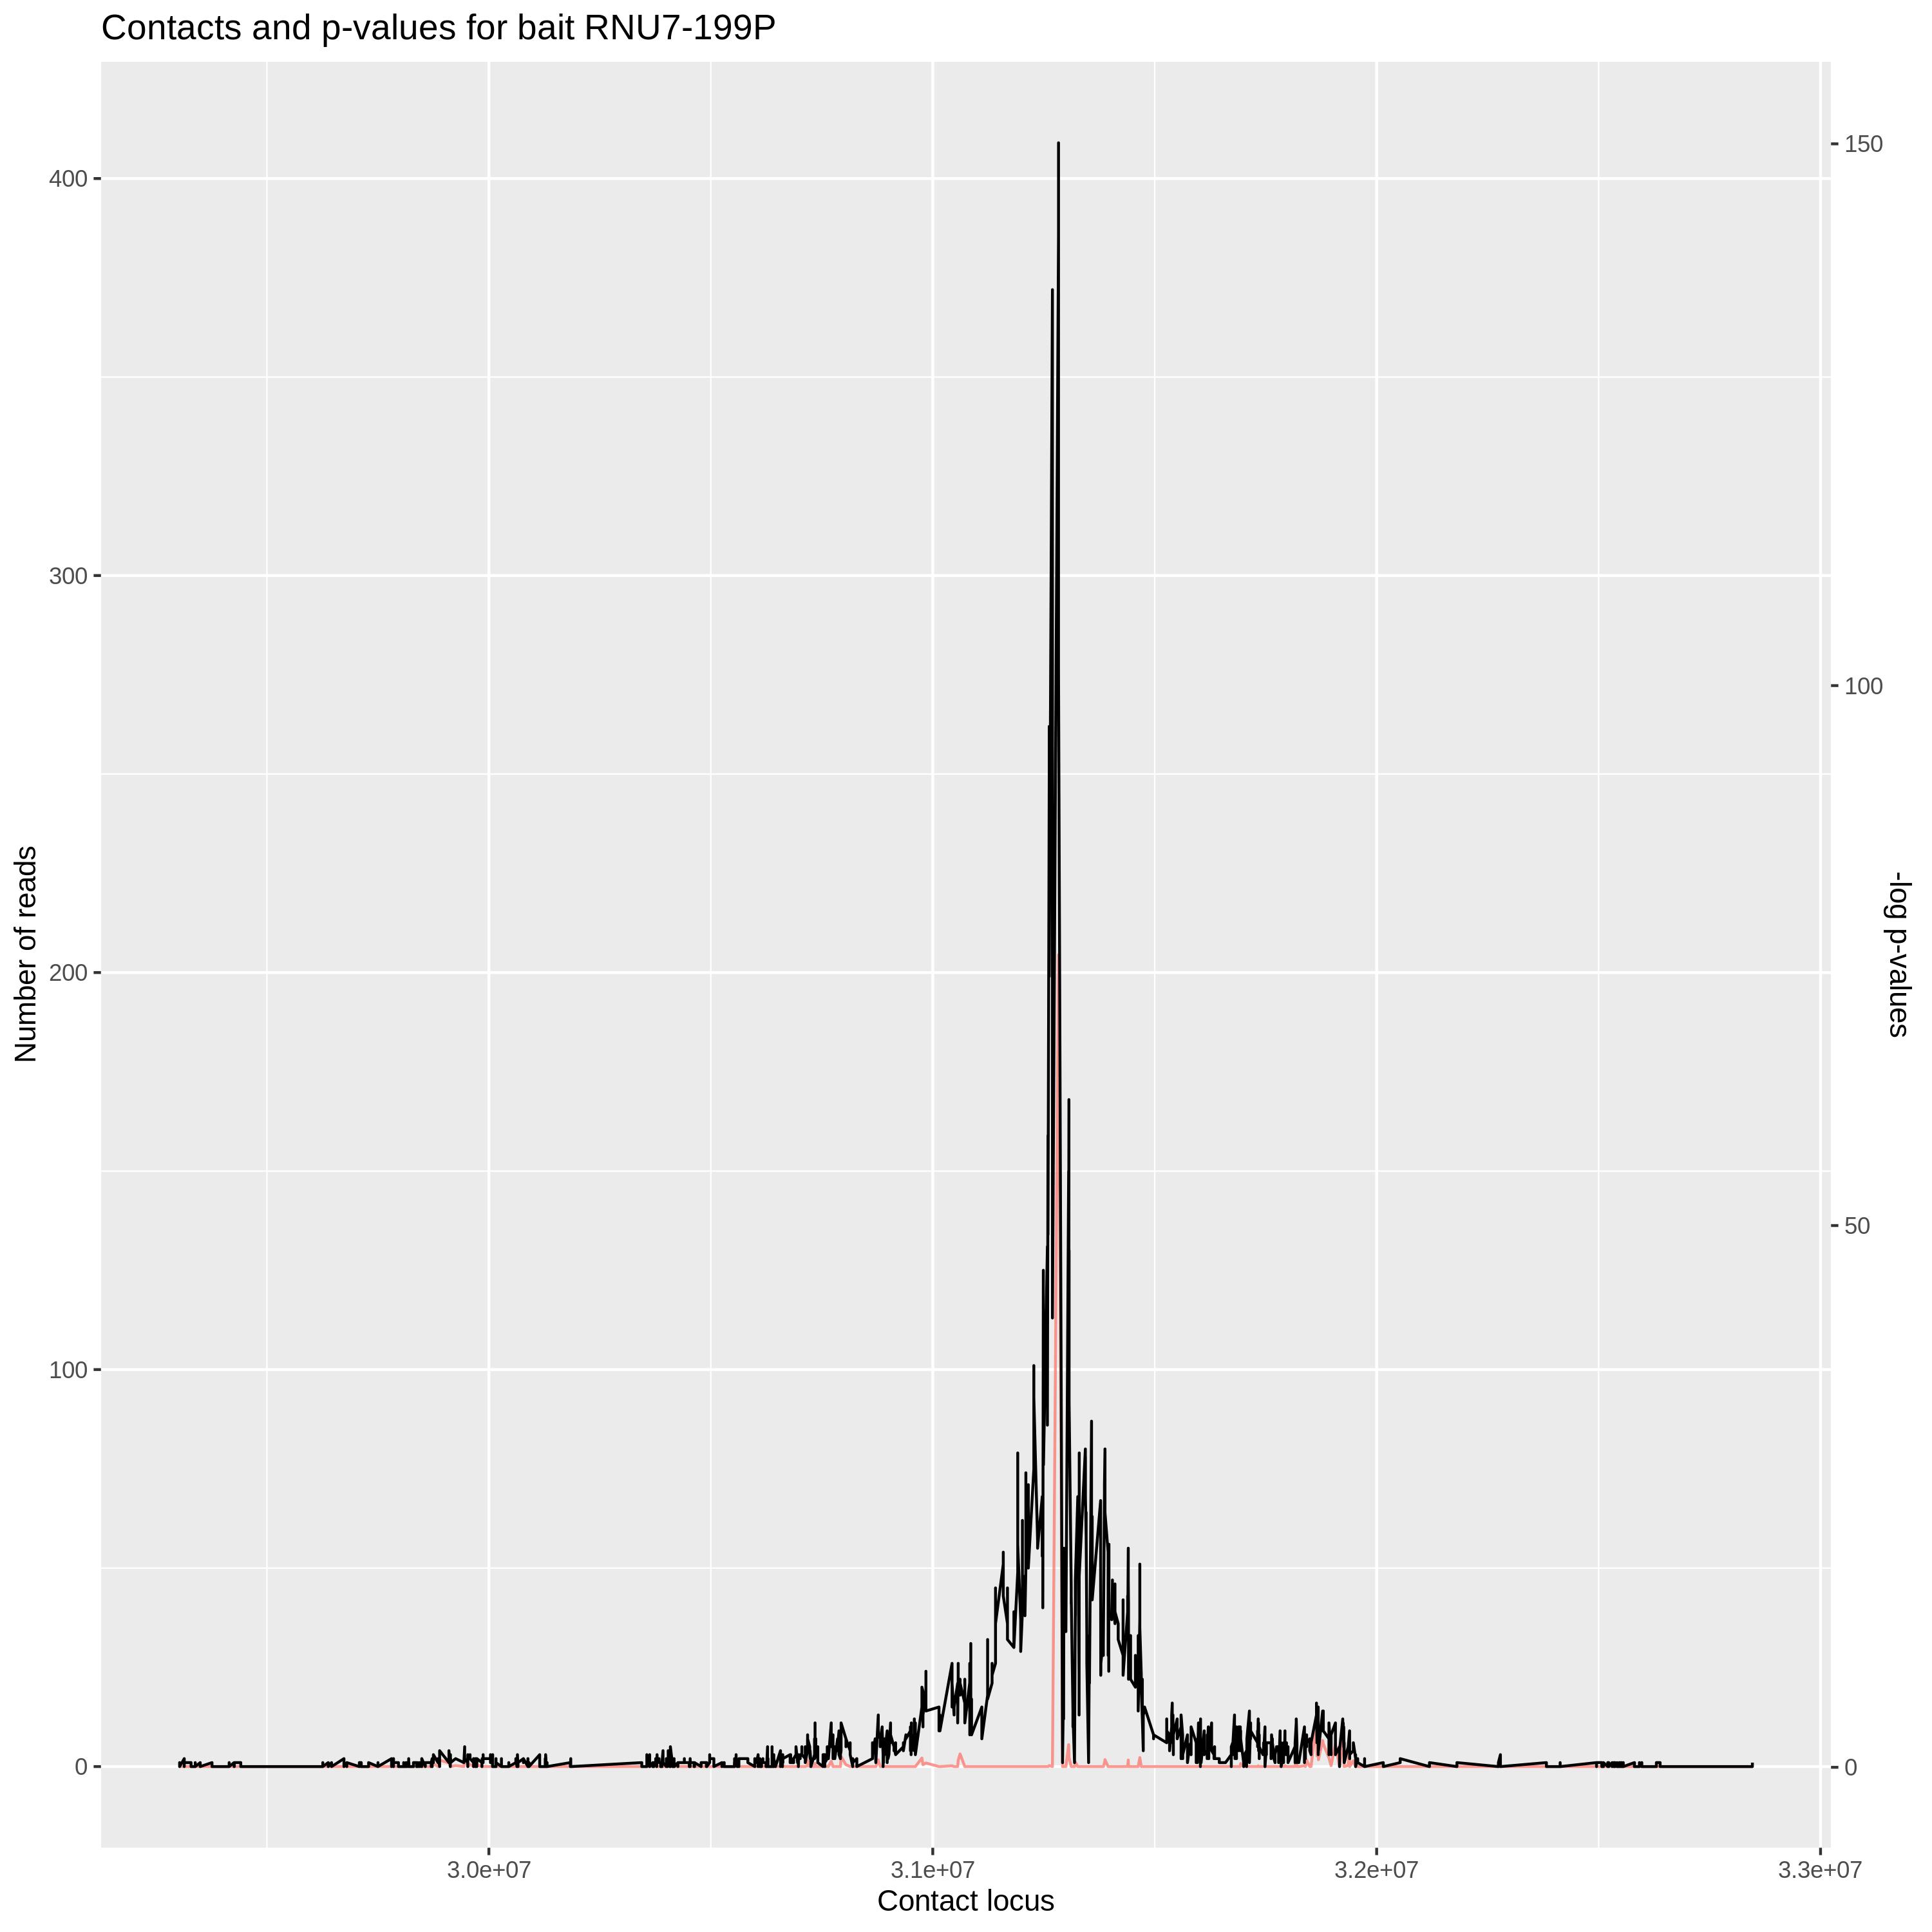 Contacts and p-values for bait RNU7-199P
400
300
200
100
0
Number of reads
150
100
50
0
-log p-values
3.0e+07
3.1e+07
3.2e+07
3.3e+07
Contact locus